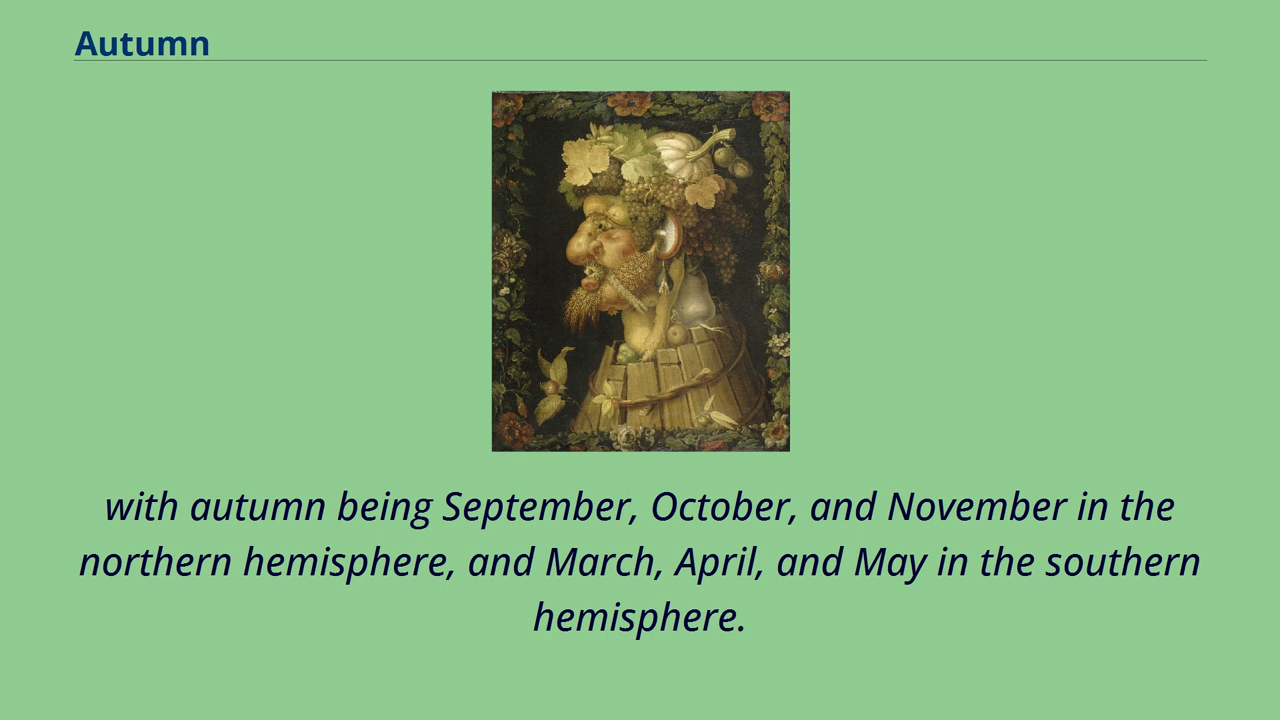 Autumn
with autumn being September, October, and November in the
northern hemisphere, and March, April, and May in the southern
hemisphere.